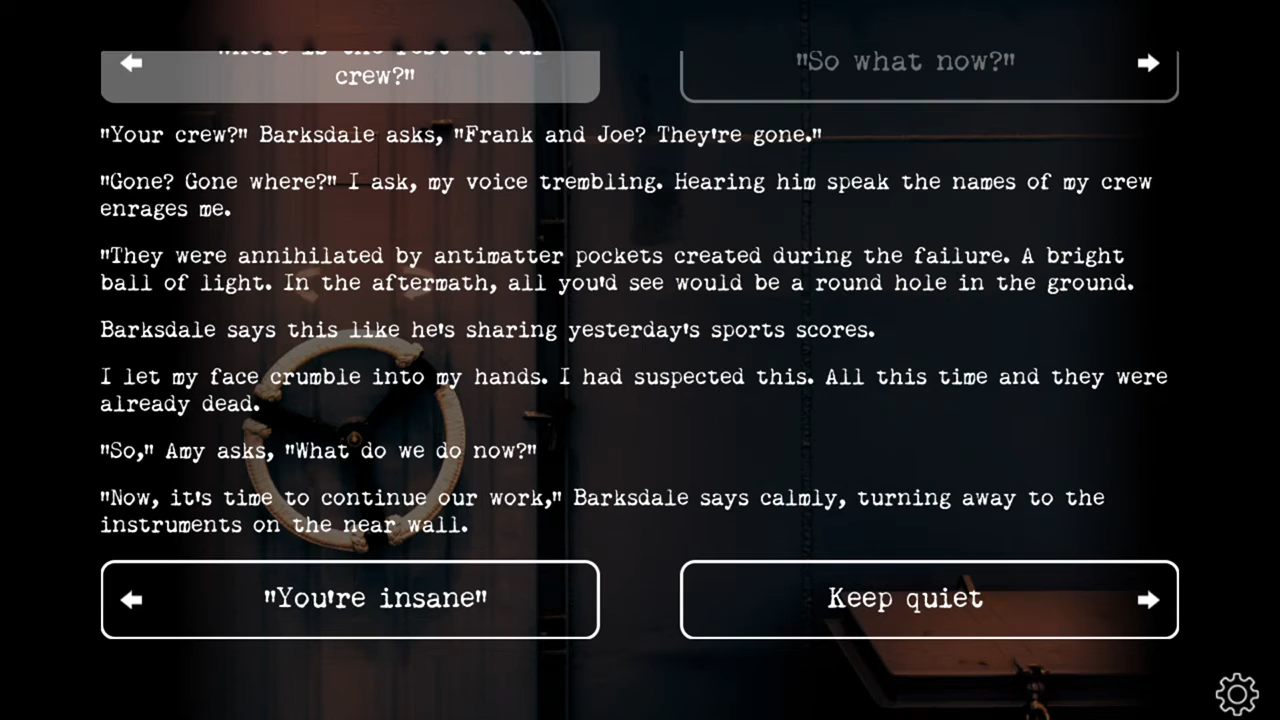 where is the rest of our
crew?"
"So what now?"
"Your crew?" Barksdale asks, "Frank and Joe? They're gone."
"Gone? Gone where?" I ask, my voice trembling. Hearing him speak the names of my crew
enrages me.
"They were annihilated by antimatter pockets created during the failure. A bright
ball of light. In the aftermath, all you'd see would be a round hole in the ground.
Barksdale says this like he's sharing yesterday's sports scores.
I let my face crumble into my hands. I had suspected this. All this time and they were
already dead.
"So," Amy asks, "What do we do now?"
"Now, it's time to continue our work," Barksdale says calmly, turning away to the
instruments on the near wall.
"You're insane"
Keep quiet